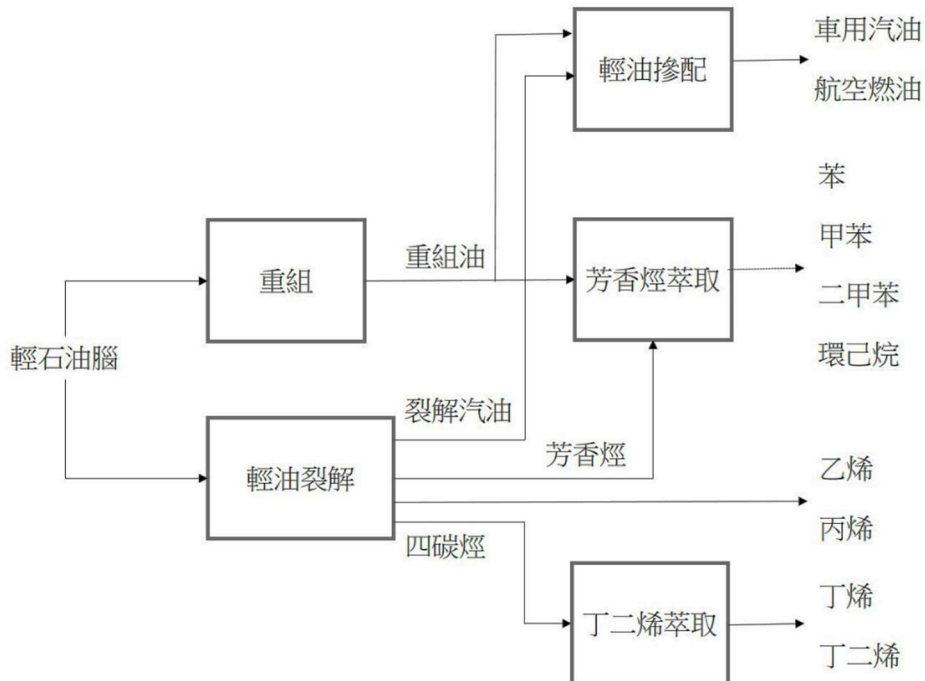 車用汽油
輕油摻配
航空燃油
苯
甲苯
重組油
重組
芳香烴萃取
二甲苯
環己烷
輕石油腦
裂解汽油
芳香烴
輕油裂解
乙烯
丙烯
四碳烴
丁烯
丁二烯萃取
丁二烯